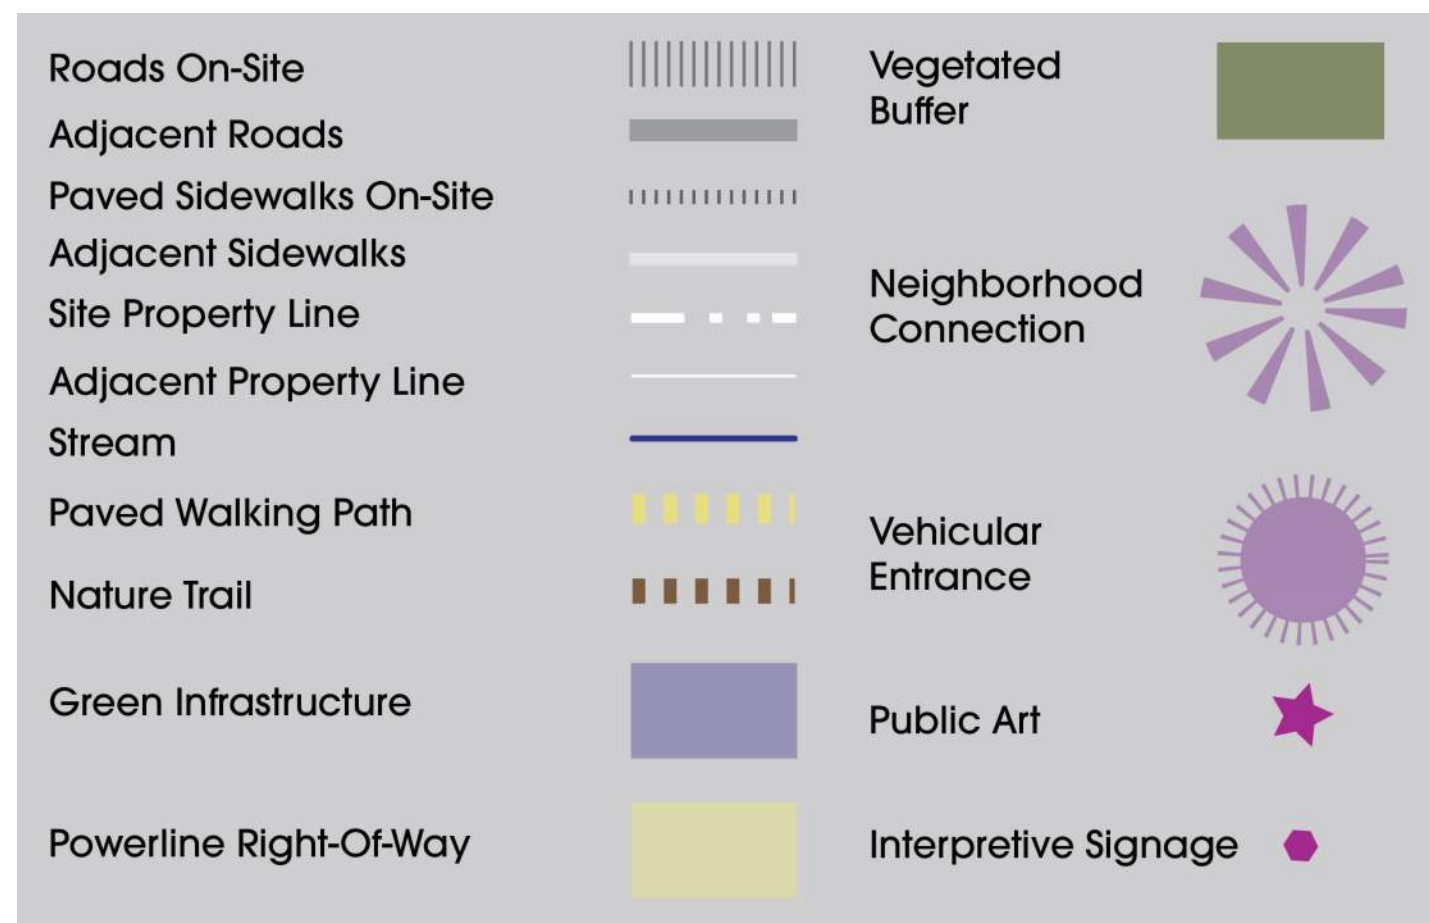 Roads On-Site
Adjacent Roads
Paved Sidewalks On-Site
Adjacent Sidewalks
Site Property Line
Adjacent Property Line
Stream
Paved Walking Path
Nature Trail
Green Infrastructure
Powerline Right-Of-Way
Vegetated
Buffer
Neighborhood
Connection
Vehicular
Entrance
Public Art
Interpretive Signage